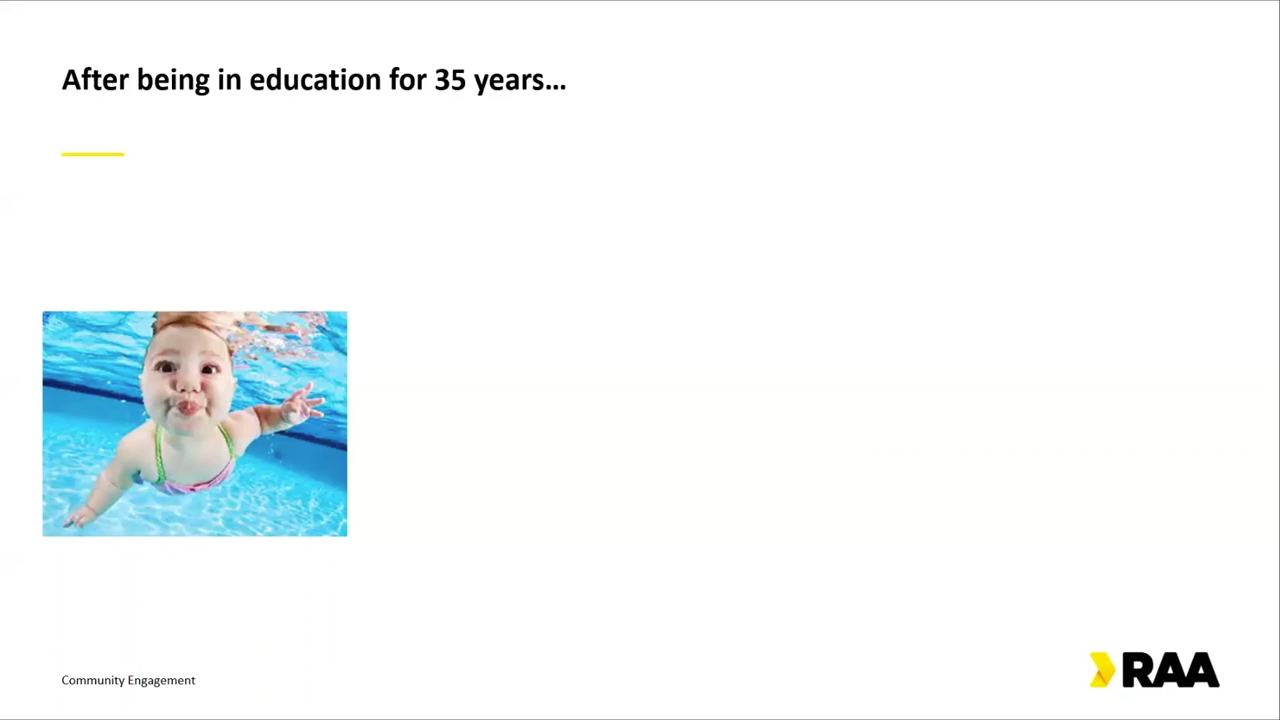 After being in education for 35 years...
Community Engagement
RAA